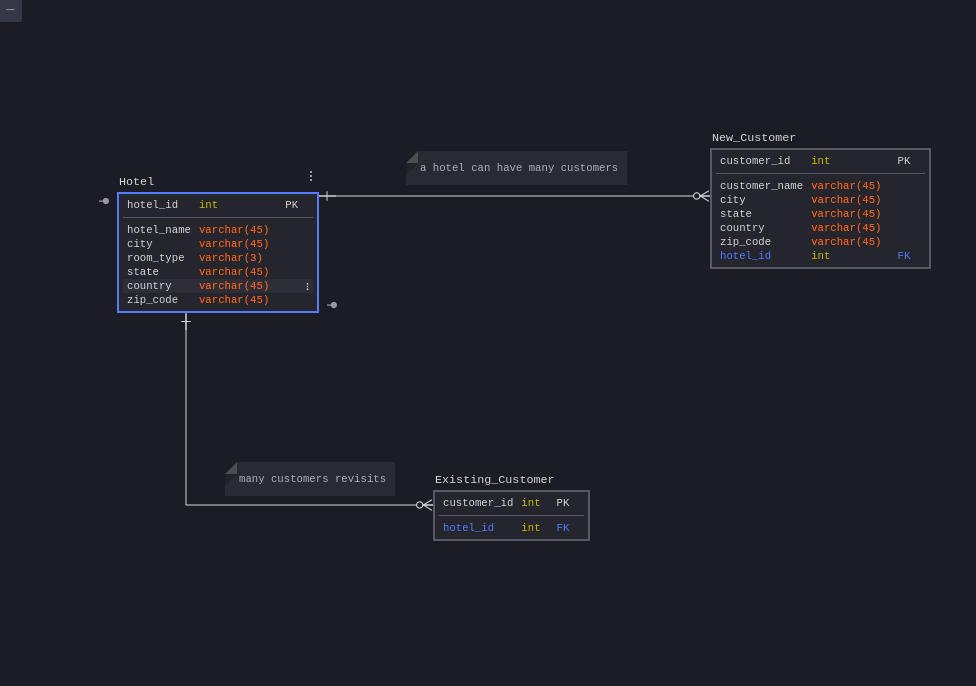 New_Customer
customer_id int PK
customer_name varchar(45)
city varchar(45)
state varchar(45)
country varchar(45)
zip_code varchar(45)
hotel_id int FK
a hotel can have many customers
Hotel
hotel_id int PK
hotel_name varchar(45)
city varchar(45)
room_type varchar(3)
state varchar(45)
country varchar(45)
zip_code varchar(45)
many customers revisits
Existing_Customer
customer_id int PK
hotel_id int FK